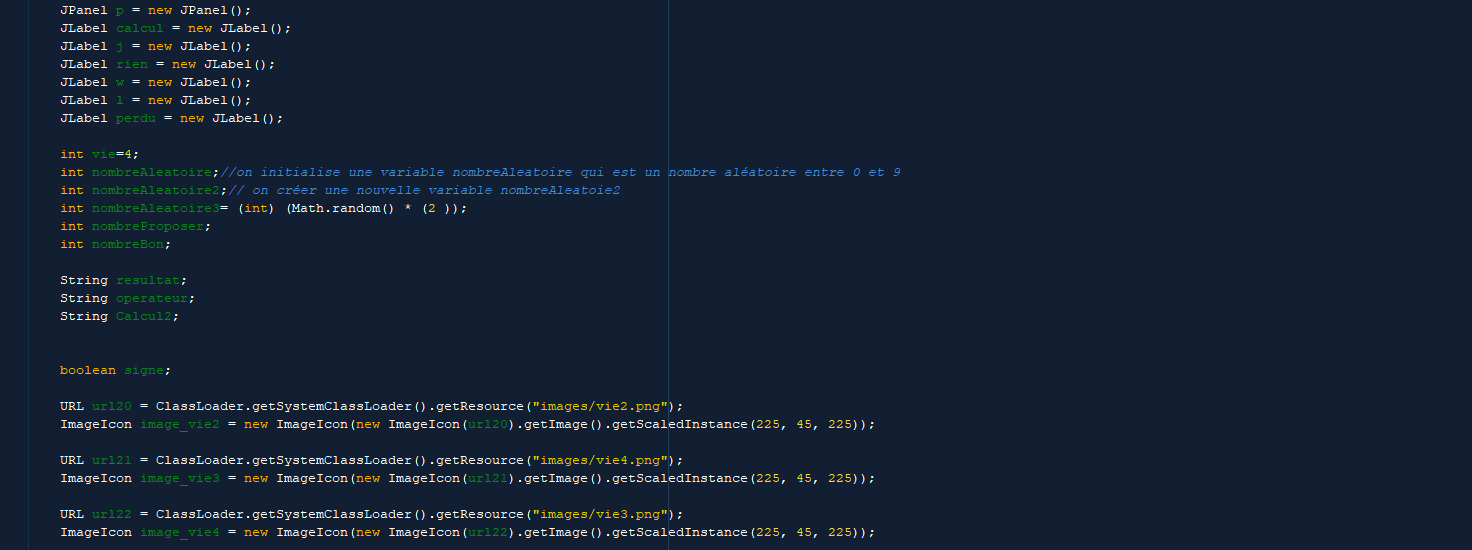 JPanel p = new JPanel();
JLabel calcul = new JLabel();
JLabel j = new JLabel();
JLabel rien = new JLabel();
JLabel w = new JLabel();
JLabel l = new JLabel();
JLabel perdu = new JLabel();
int vie=4;
int nombreAleatoire;//on initialise une variable nombreAleatoire qui est un nombre aléatoire entre 0 et 9
int nombreAleatoire2;// on créer une nouvelle variable nombreAleatoie2
int nombreAleatoire3= (int) (Math.random() * (2 ));
int nombreProposer;
int nombreBon;
String resultat;
String operateur;
String Calcul2;
boolean signe;
URL url20 = ClassLoader.getSystemClassLoader().getResource("images/vie2.png");
ImageIcon image_vie2 = new ImageIcon(new ImageIcon(url20).getImage().getScaledInstance(225, 45, 225));
URL url21 = ClassLoader.getSystemClassLoader().getResource("images/vie4.png");
ImageIcon image_vie3 = new ImageIcon(new ImageIcon(url21).getImage().getScaledInstance(225, 45, 225));
URL url22 = ClassLoader.getSystemClassLoader().getResource("images/vie3.png");
ImageIcon image_vie4 = new ImageIcon(new ImageIcon(url22).getImage().getScaledInstance(225, 45, 225));